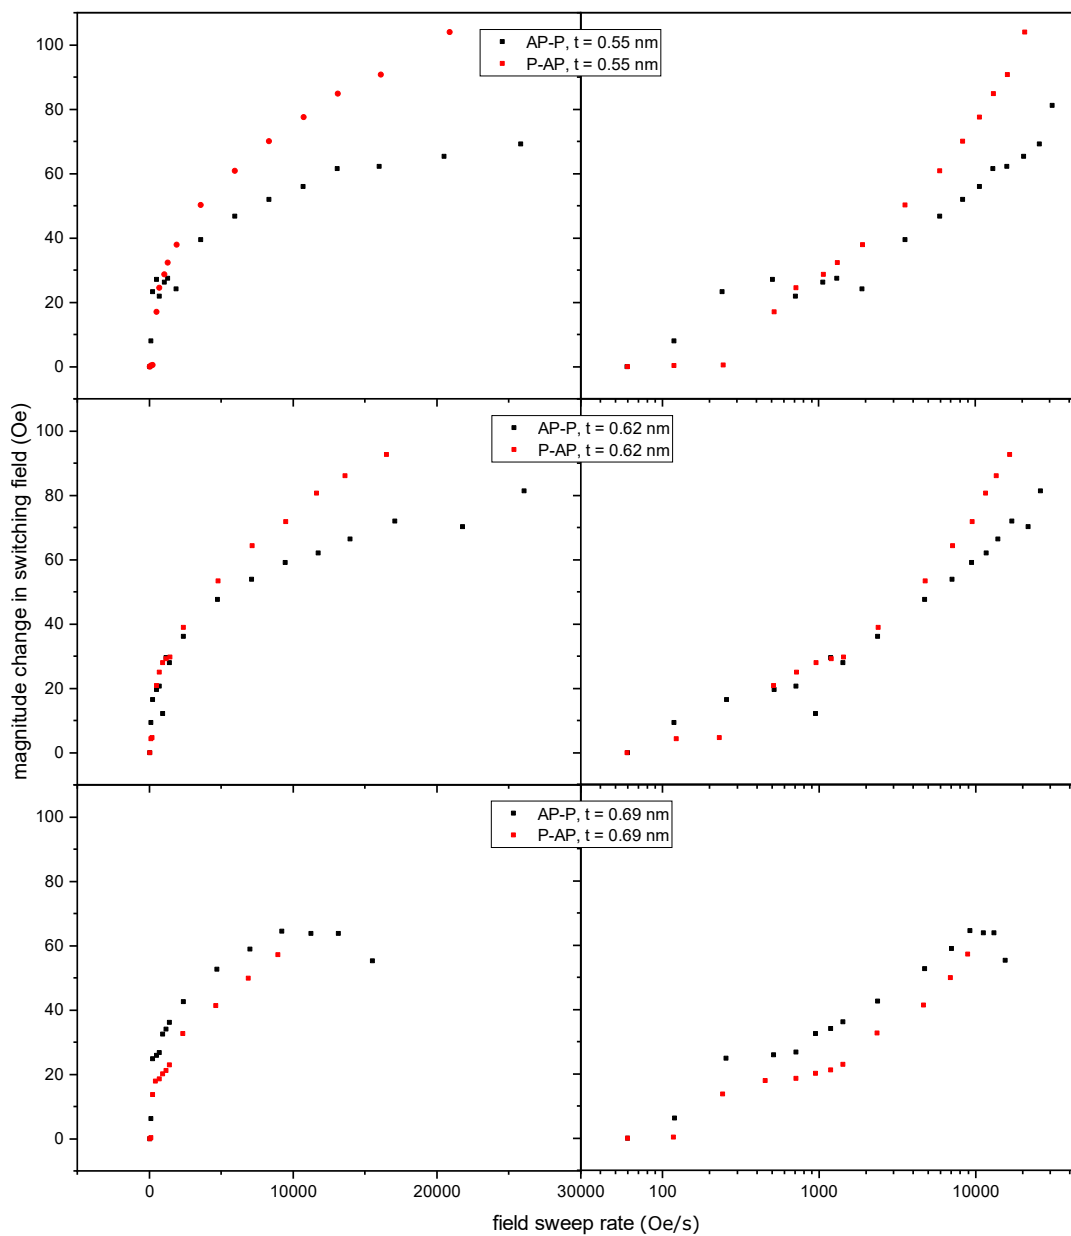 100
80
60
40
20
0
AP-P, t = 0.55 nm
P-AP, t = 0.55 nm
100
80
60
40
20
0
AP-P, t = 0.62 nm
P-AP, t = 0.62 nm
magnitude change in switching field (Oe)
100
80
60
40
20
0
AP-P, t = 0.69 nm
P-AP, t = 0.69 nm
0 10000 20000 30000 100 1000 10000
field sweep rate (Oe/s)